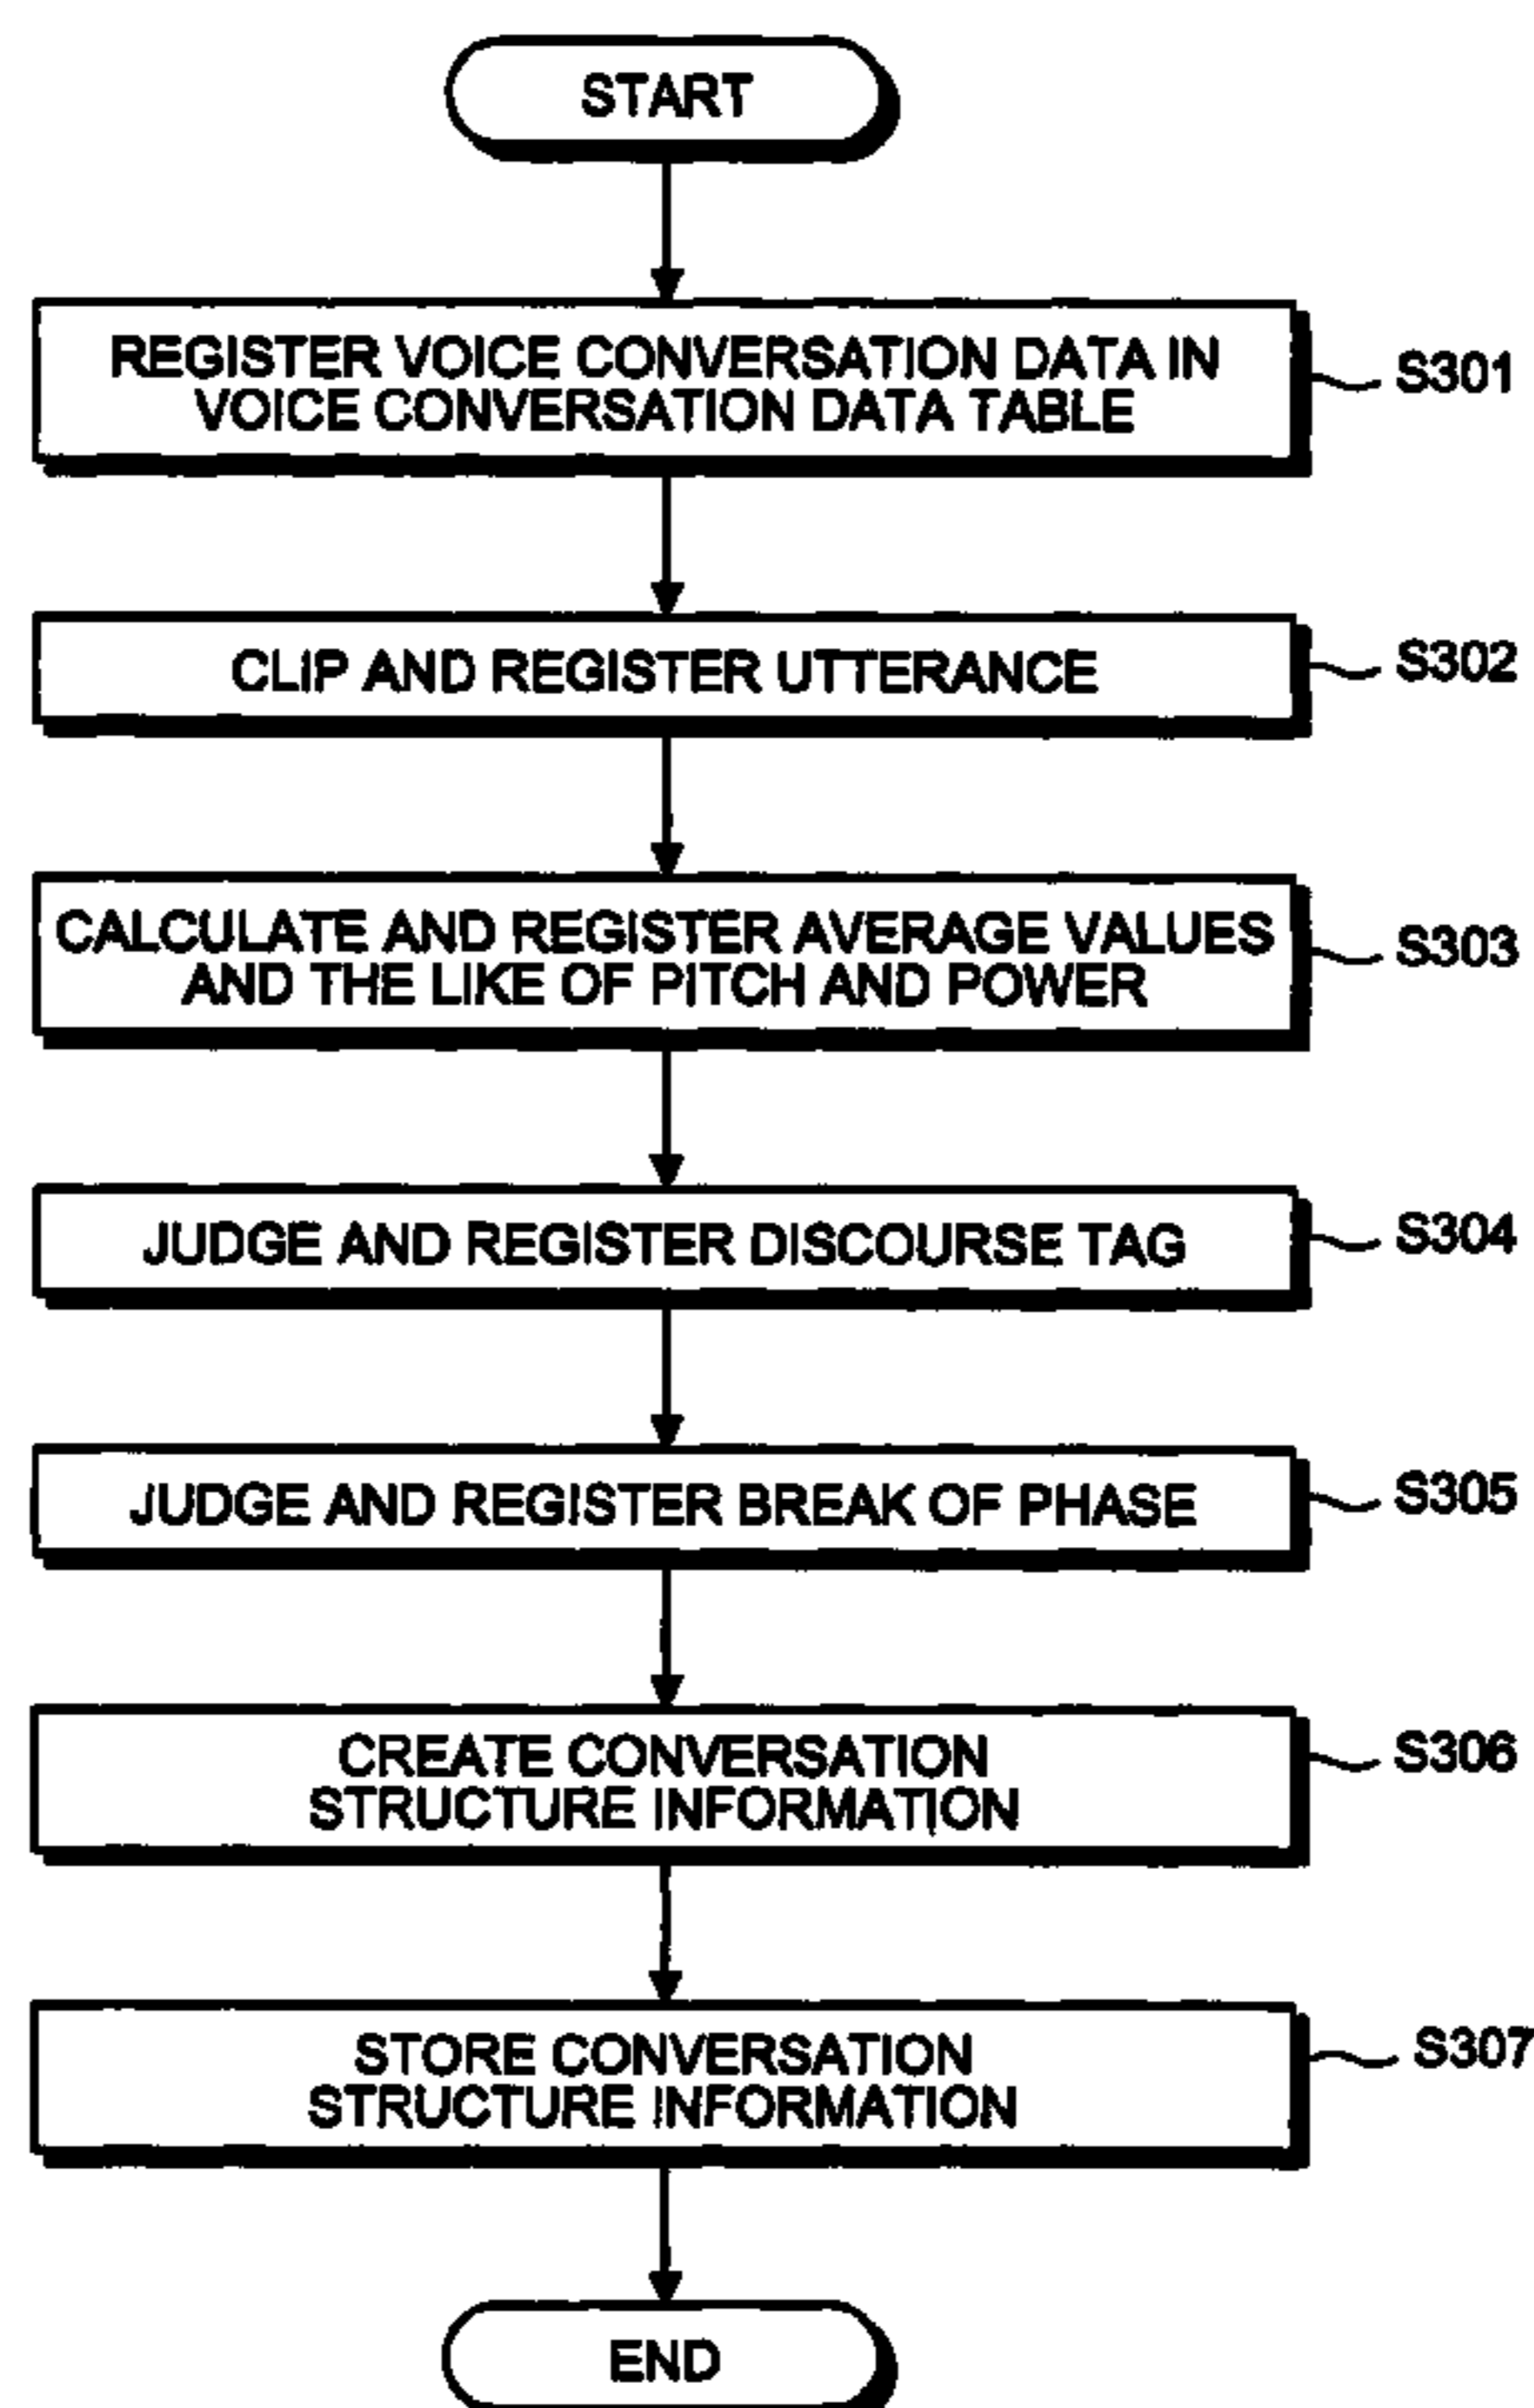 START
REGISTER VOICE CONVERSATION DATA IN
VOICE CONVERSATION DATA TABLE
S301
CLIP AND REGISTER UTTERANCE
S302
CALCULATE AND REGISTER AVERAGE VALUES
AND THE LIKE OF PITCH AND POWER
S303
JUDGE AND REGISTER DISCOURSE TAG
S304
JUDGE AND REGISTER BREAK OF PHASE
S305
CREATE CONVERSATION
STRUCTURE INFORMATION
S306
STORE CONVERSATION
STRUCTURE INFORMATION
S307
END